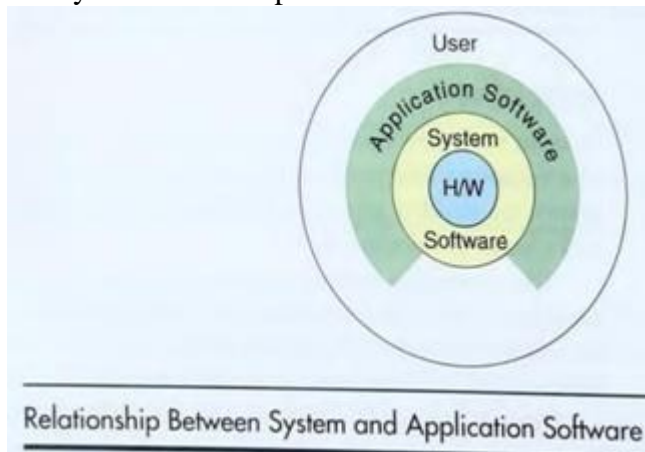 User
Application Software
System
H/W
Software
Relationship Between System and Application Software